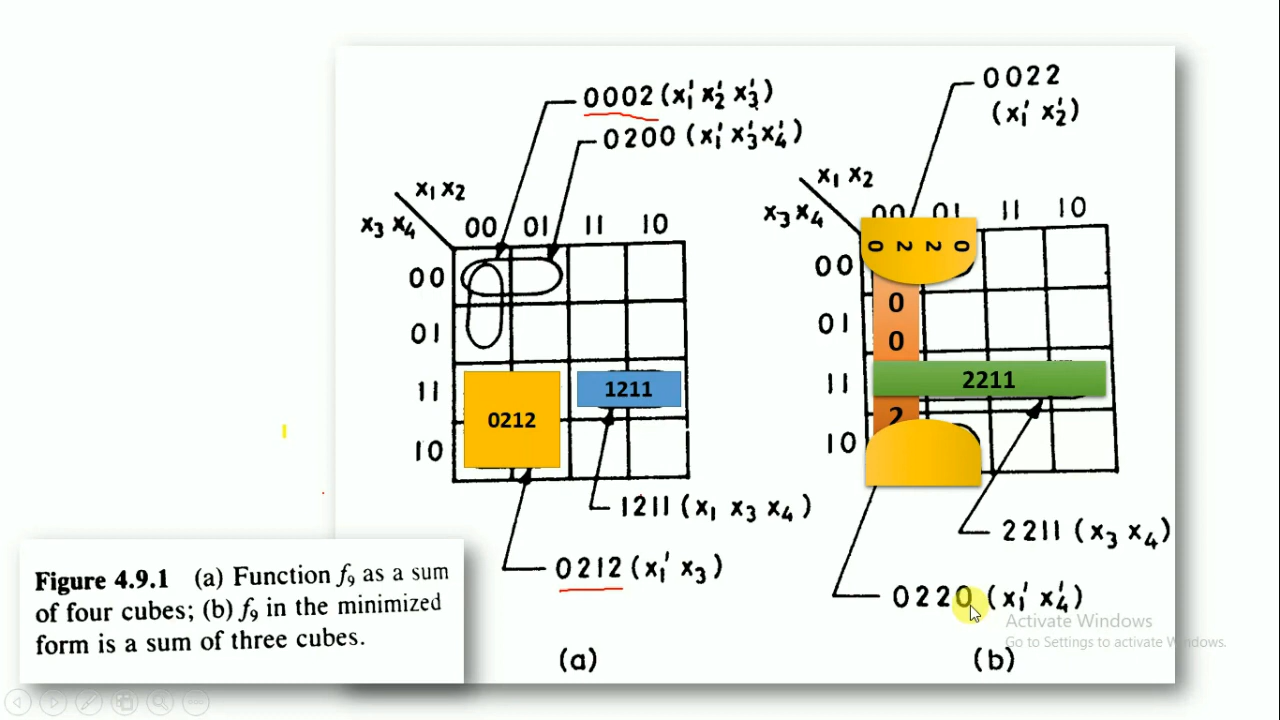 0002 (x₁′ x₂′ x₃′)
0200 (x₁′ x₃′ x₄′)
x₁ x₂
x₃ x₄
00 01 11 10
00
01
11
10
0212
1211
1211 (x₁ x₃ x₄)
0212 (x₁′ x₃)
(a)
0022
(x₁′ x₂′)
x₁ x₂
x₃ x₄
00 01 11 10
00
01
11
10
0 2 2 0
0
0
2
2211
2211 (x₃ x₄)
0220 (x₁′ x₄′)
(b)
Figure 4.9.1 (a) Function f₉ as a sum
of four cubes; (b) f₉ in the minimized
form is a sum of three cubes.
Activate Windows
Go to Settings to activate Windows.